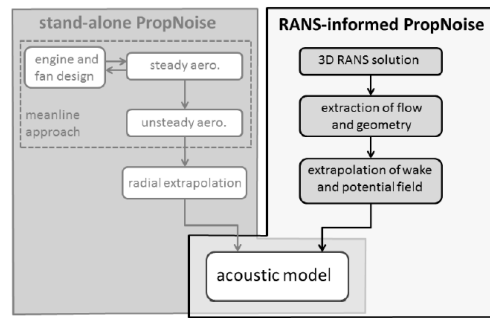 stand-alone PropNoise
engine and
fan design
steady aero.
meanline
approach
unsteady aero.
radial extrapolation
RANS-informed PropNoise
3D RANS solution
extraction of flow
and geometry
extrapolation of wake
and potential field
acoustic model